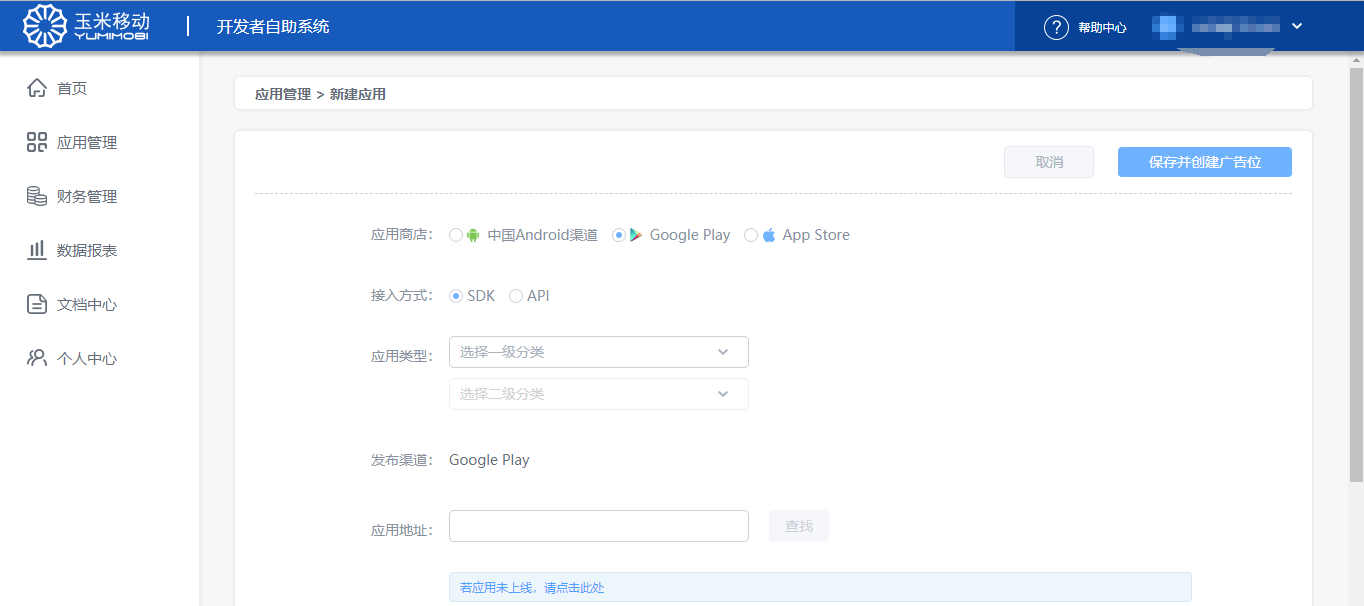 玉米移动
YUMIMOBI
开发者自助系统
? 帮助中心
首页
应用管理
财务管理
数据报表
文档中心
个人中心
应用管理 > 新建应用
取消 保存并创建广告位
应用商店: 中国Android渠道 Google Play App Store
接入方式: SDK API
应用类型: 选择一级分类
选择二级分类
发布渠道: Google Play
应用地址: 查找
若应用未上线，请点击此处